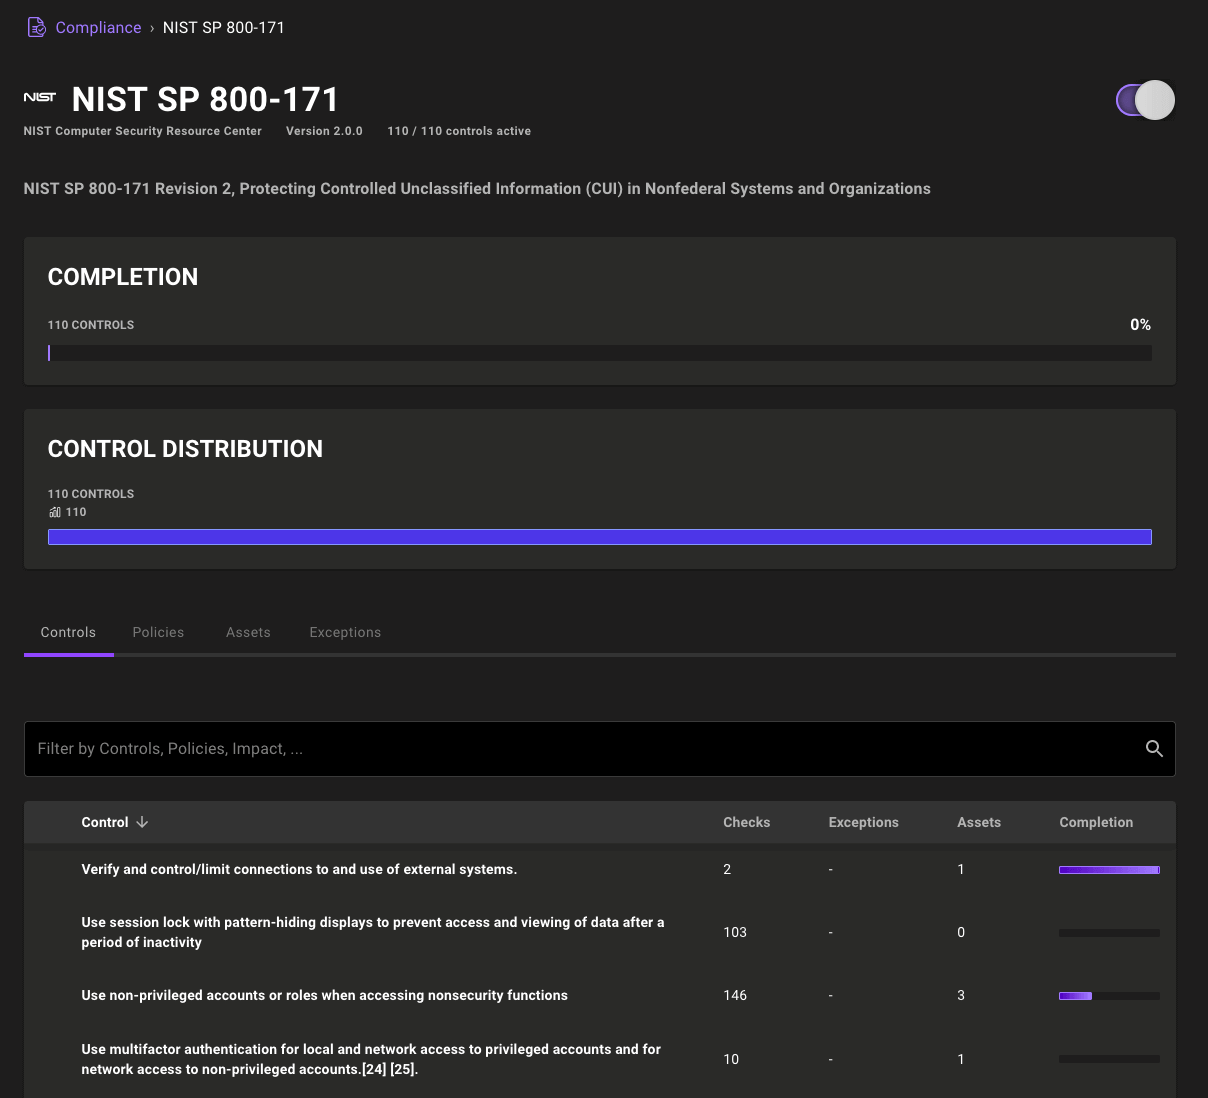 Compliance › NIST SP 800-171
NIST NIST SP 800-171
NIST Computer Security Resource Center Version 2.0.0 110 / 110 controls active
NIST SP 800-171 Revision 2, Protecting Controlled Unclassified Information (CUI) in Nonfederal Systems and Organizations
COMPLETION
110 CONTROLS 0%
CONTROL DISTRIBUTION
110 CONTROLS
110
Controls Policies Assets Exceptions
Filter by Controls, Policies, Impact, ...
Control Checks Exceptions Assets Completion
Verify and control/limit connections to and use of external systems. 2 - 1
Use session lock with pattern-hiding displays to prevent access and viewing of data after a
period of inactivity 103 - 0
Use non-privileged accounts or roles when accessing nonsecurity functions 146 - 3
Use multifactor authentication for local and network access to privileged accounts and for
network access to non-privileged accounts.[24] [25]. 10 - 1